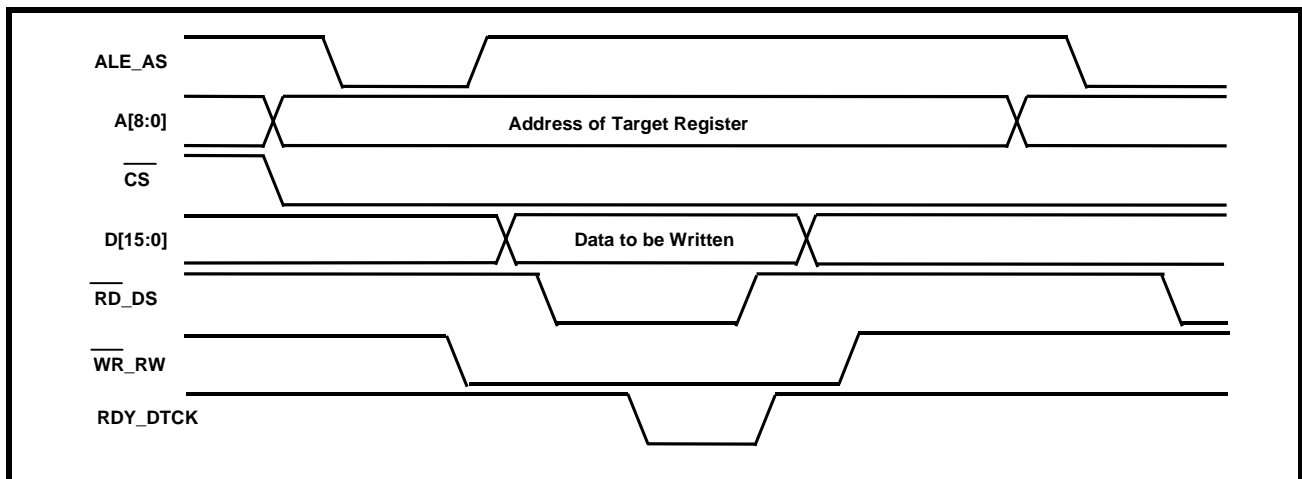 ALE_AS
A[8:0]
Address of Target Register
CS
D[15:0]
Data to be Written
RD_DS
WR_RW
RDY_DTCK